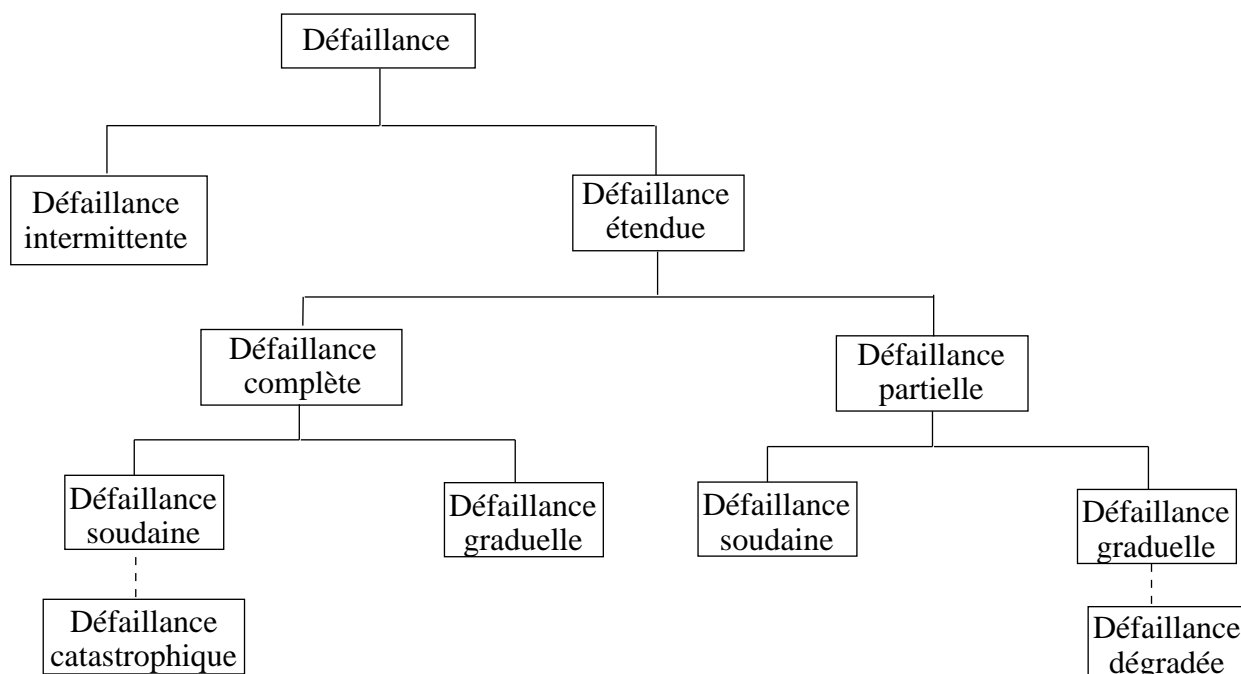 Défaillance
Défaillance
intermittente
Défaillance
étendue
Défaillance
complète
Défaillance
partielle
Défaillance
soudaine
Défaillance
graduelle
Défaillance
soudaine
Défaillance
graduelle
Défaillance
catastrophique
Défaillance
dégradée